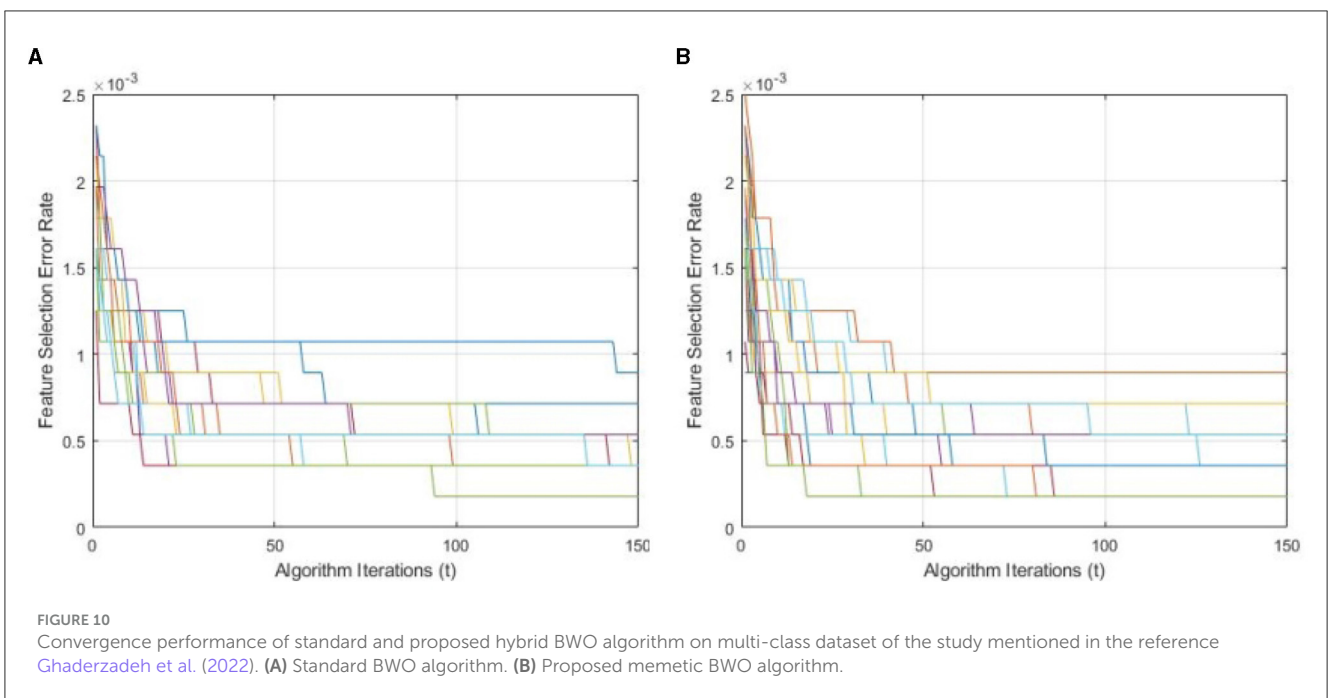 A
×10-3
2.5
2
1.5
1
0.5
0
0 50 100 150
Feature Selection Error Rate
Algorithm Iterations (t)
B
×10-3
2.5
2
1.5
1
0.5
0
0 50 100 150
Feature Selection Error Rate
Algorithm Iterations (t)
FIGURE 10
Convergence performance of standard and proposed hybrid BWO algorithm on multi-class dataset of the study mentioned in the reference
Ghaderzadeh et al. (2022). (A) Standard BWO algorithm. (B) Proposed memetic BWO algorithm.